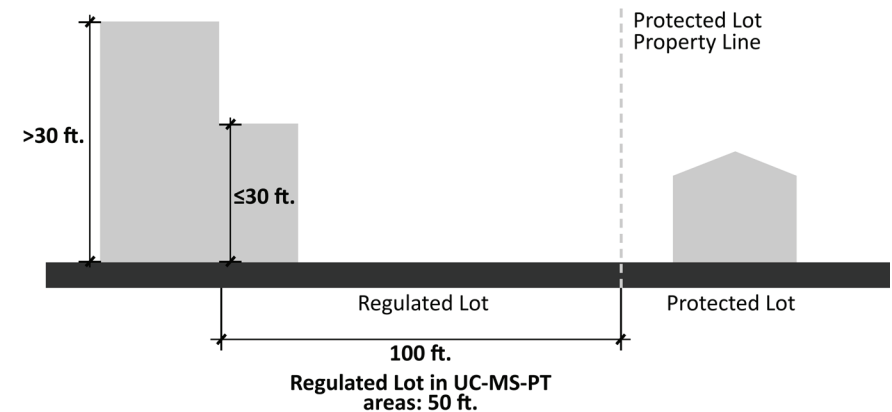 Protected Lot
Property Line
>30 ft.
≤30 ft.
Regulated Lot
Protected Lot
100 ft.
Regulated Lot in UC-MS-PT
areas: 50 ft.